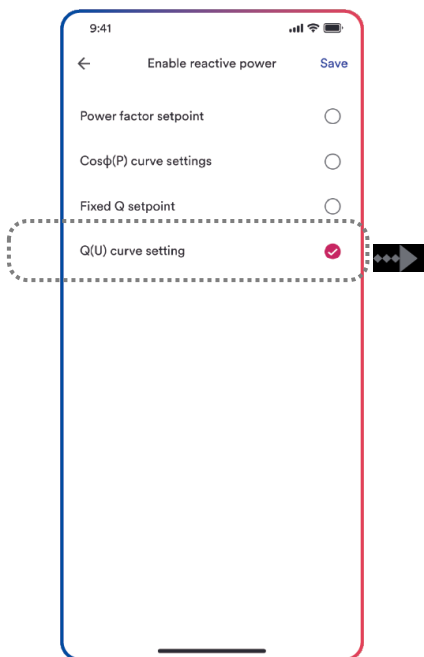 9:41
Enable reactive power Save
Power factor setpoint
Cosϕ(P) curve settings
Fixed Q setpoint
Q(U) curve setting